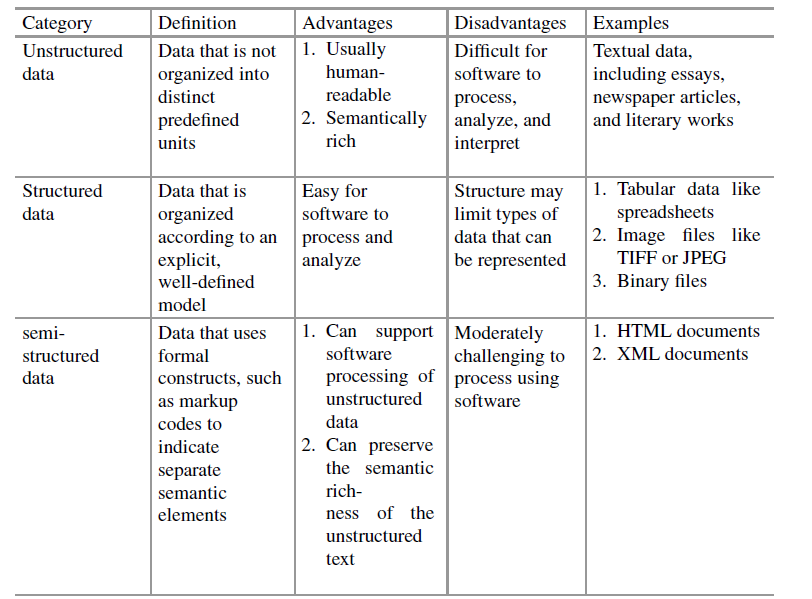 Category Definition Advantages Disadvantages Examples
Unstructured
data
Data that is not
organized into
distinct
predefined
units
1. Usually
human-
readable
2. Semantically
rich
Difficult for
software to
process,
analyze, and
interpret
Textual data,
including essays,
newspaper articles,
and literary works
Structured
data
Data that is
organized
according to an
explicit,
well-defined
model
Easy for
software to
process and
analyze
Structure may
limit types of
data that can
be represented
1. Tabular data like
spreadsheets
2. Image files like
TIFF or JPEG
3. Binary files
semi-
structured
data
Data that uses
formal
constructs, such
as markup
codes to
indicate
separate
semantic
elements
1. Can support
software
processing of
unstructured
data
2. Can preserve
the semantic
rich-
ness of the
unstructured
text
Moderately
challenging to
process using
software
1. HTML documents
2. XML documents